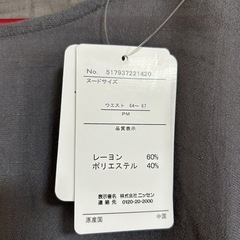 No. 517937221420
ヌードサイズ
ウエスト 64～ 67
PM
品質表示
レーヨン 60%
ポリエステル 40%
表示者名 株式会社ニッセン
連絡先 0120-20-2000
原産国 中国